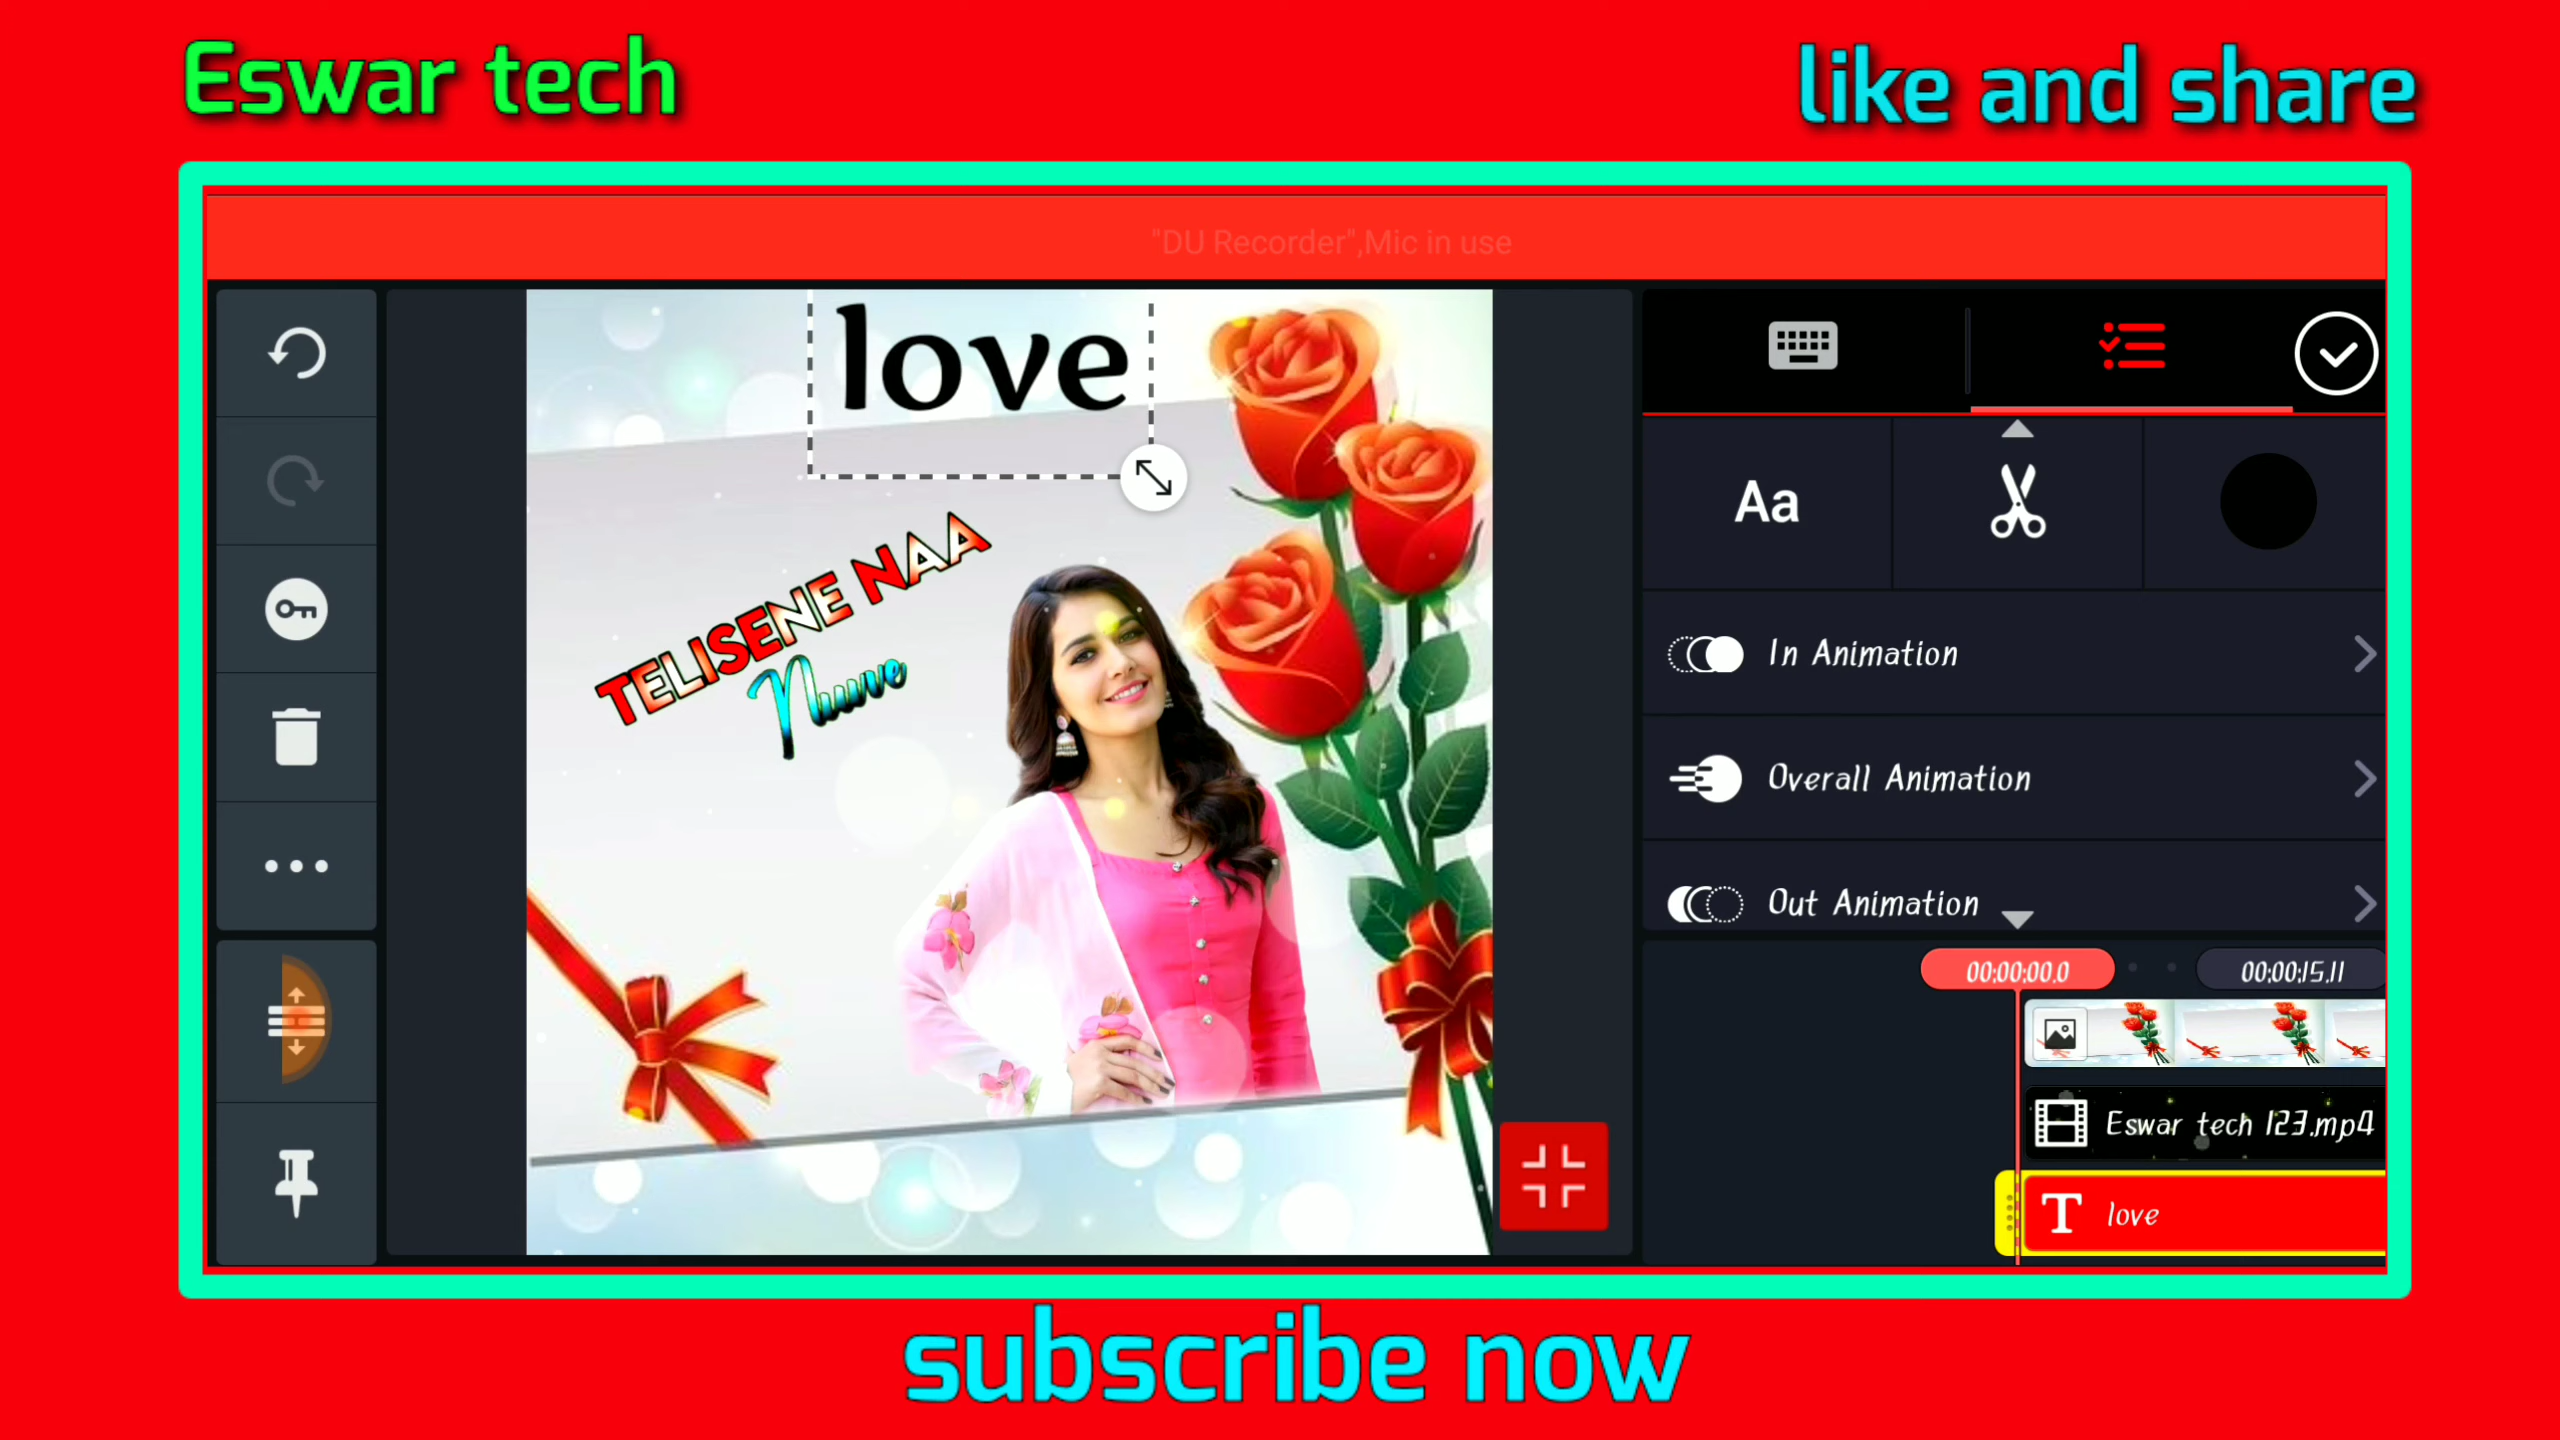 Eswar tech
like and share
"DU Recorder",Mic in use
love
TELISENE NAA
Nuvve
Aa
In Animation
Overall Animation
Out Animation
00:00:00.0
00:00:15.11
Eswar tech 123.mp4
T love
subscribe now